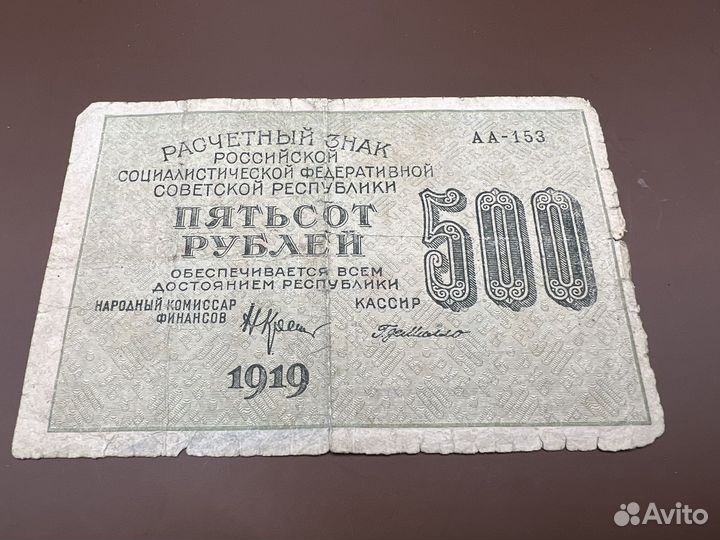 РАСЧЕТНЫЙ ЗНАК
РОССИЙСКОЙ
СОЦИАЛИСТИЧЕСКОЙ ФЕДЕРАТИВНОЙ
СОВЕТСКОЙ РЕСПУБЛИКИ
ПЯТЬСОТ
РУБЛЕЙ
ОБЕСПЕЧИВАЕТСЯ ВСЕМ
ДОСТОЯНИЕМ РЕСПУБЛИКИ
НАРОДНЫЙ КОМИССАР
ФИНАНСОВ
КАССИР
1919
АА-153
500
Avito